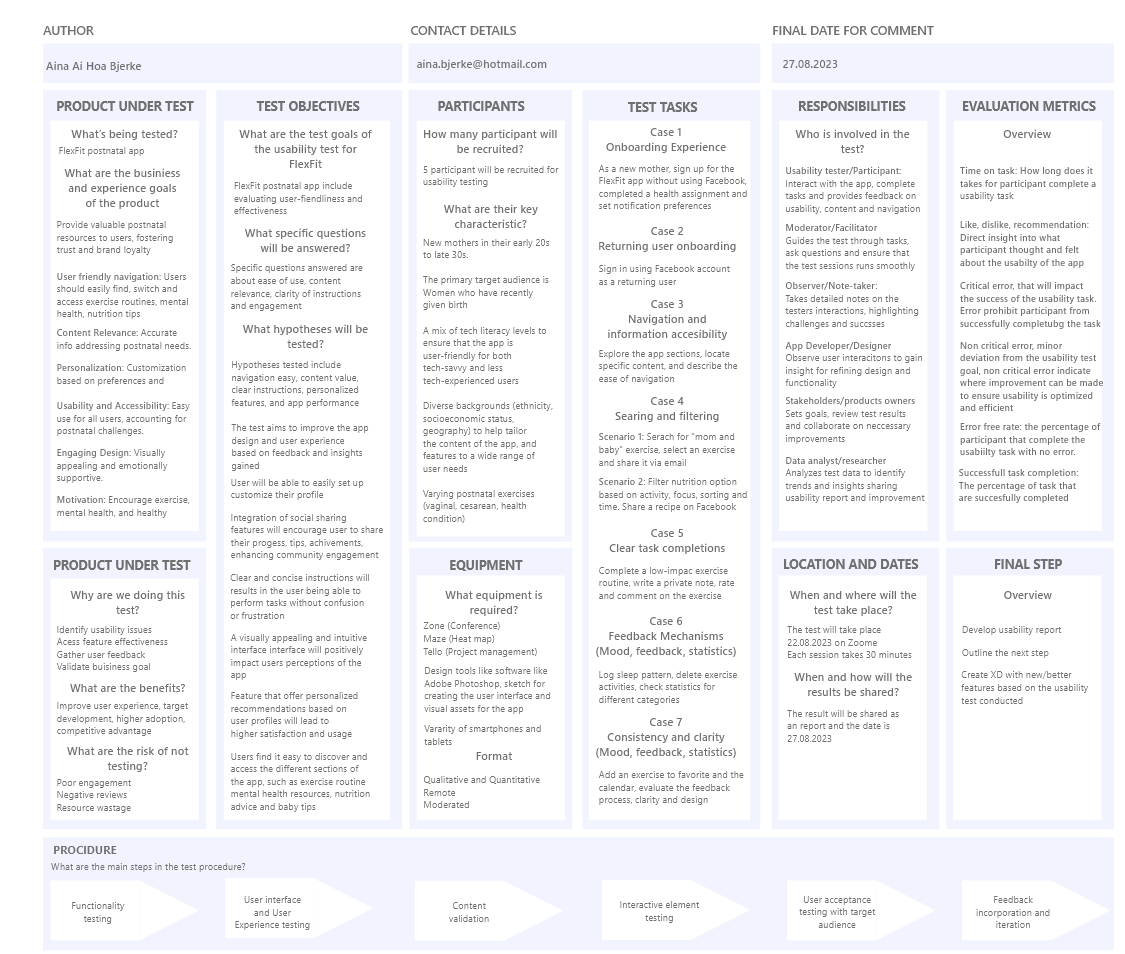 AUTHOR
Aina Ai Hoa Bjerke
CONTACT DETAILS
aina.bjerke@hotmail.com
FINAL DATE FOR COMMENT
27.08.2023
PRODUCT UNDER TEST
What's being tested?
FlexFit postnatal app
What are the businiess
and experience goals
of the product
Provide valuable postnatal
resources to users, fostering
trust and brand loyalty
User friendly navigation: Users
should easily find, switch and
access exercise routines, mental
health, nutrition tips
Content Relevance: Accurate
info addressing postnatal needs.
Personalization: Customization
based on preferences and
Usability and Accessibility: Easy
use for all users, accounting for
postnatal challenges.
Engaging Design: Visually
appealing and emotionally
supportive.
Motivation: Encourage exercise,
mental health, and healthy
PRODUCT UNDER TEST
Why are we doing this
test?
Identify usability issues
Acess feature effectiveness
Gather user feedback
Validate buisiness goal
What are the benefits?
Improve user experience, target
development, higher adoption,
competitive advantage
What are the risk of not
testing?
Poor engagement
Negative reviews
Resource wastage
TEST OBJECTIVES
What are the test goals of
the usability test for
FlexFit
FlexFit postnatal app include
evaluating user-fiendliness and
effectiveness
What specific questions
will be answered?
Specific questions answered are
about ease of use, content
relevance, clarity of instructions
and engagement
What hypotheses will be
tested?
Hypotheses tested include
navigation easy, content value,
clear instructions, personalized
features, and app performance
The test aims to improve the app
design and user experience
based on feedback and insights
gained
User will be able to easily set up
customize their profile
Integration of social sharing
features will encourage user to share
their progess, tips, achivements,
enhancing community engagement
Clear and concise instructions will
results in the user being able to
perform tasks without confusion
or frustration
A visually appealing and intuitive
interface interface will positively
impact users perceptions of the
app
Feature that offer personalized
recommendations based on
user profiles will lead to
higher satisfaction and usage
Users find it easy to discover and
access the different sections of
the app, such as exercise routine
mental health resources, nutrition
advice and baby tips
PARTICIPANTS
How many participant will
be recruited?
5 participant will be recruited for
usability testing
What are their key
characteristic?
New mothers in their early 20s
to late 30s.
The primary target audience is
Women who have recently
given birth
A mix of tech literacy levels to
ensure that the app is
user-friendly for both
tech-savvy and less
tech-experienced users
Diverse backgrounds (ethnicity,
socioeconomic status,
geography) to help tailor
the content of the app, and
features to a wide range of
user needs
Varying postnatal exercises
(vaginal, cesarean, health
condition)
EQUIPMENT
What equipment is
required?
Zone (Conference)
Maze (Heat map)
Tello (Project management)
Design tools like software like
Adobe Photoshop, sketch for
creating the user interface and
visual assets for the app
Vararity of smartphones and
tablets
Format
Qualitative and Quantitative
Remote
Moderated
TEST TASKS
Case 1
Onboarding Experience
As a new mother, sign up for the
FlexFit app without using Facebook,
completed a health assignment and
set notification preferences
Case 2
Returning user onboarding
Sign in using Facebook account
as a returning user
Case 3
Navigation and
information accesibility
Explore the app sections, locate
specific content, and describe the
ease of navigation
Case 4
Searing and filtering
Scenario 1: Serach for "mom and
baby" exercise, select an exercise
and share it via email
Scenario 2: Filter nutrition option
based on activity, focus, sorting and
time. Share a recipe on Facebook
Case 5
Clear task completions
Complete a low-impac exercise
routine, write a private note, rate
and comment on the exercise
Case 6
Feedback Mechanisms
(Mood, feedback, statistics)
Log sleep pattern, delete exercise
activities, check statistics for
different categories
Case 7
Consistency and clarity
(Mood, feedback, statistics)
Add an exercise to favorite and the
calendar, evaluate the feedback
process, clarity and design
RESPONSIBILITIES
Who is involved in the
test?
Usability tester/Participant:
Interact with the app, complete
tasks and provides feedback on
usability, content and navigation
Moderator/Facilitator
Guides the test through tasks,
ask questions and ensure that
the test sessions runs smoothly
Observer/Note-taker:
Takes detailed notes on the
testers interactions, highlighting
challenges and succsses
App Developer/Designer
Observe user interacitons to gain
insight for refining design and
functionality
Stakeholders/products owners
Sets goals, review test results
and collaborate on neccessary
improvements
Data analyst/researcher
Analyzes test data to identify
trends and insights sharing
usability report and improvement
LOCATION AND DATES
When and where will the
test take place?
The test will take place
22.08.2023 on Zoome
Each session takes 30 minutes
When and how will the
results be shared?
The result will be shared as
an report and the date is
27.08.2023
EVALUATION METRICS
Overview
Time on task: How long does it
takes for participant complete a
usability task
Like, dislike, recommendation:
Direct insight into what
participant thought and felt
about the usabilty of the app
Critical error, that will impact
the success of the usability task.
Error prohibit participant from
successfully completubg the task
Non critical error, minor
deviation from the usability test
goal, non critical error indicate
where improvement can be made
to ensure usability is optimized
and efficient
Error free rate: the percentage of
participant that complete the
usabiilty task with no error.
Successfull task completion:
The percentage of task that
are succesfully completed
FINAL STEP
Overview
Develop usability report
Outline the next step
Create XD with new/better
features based on the usability
test conducted
PROCIDURE
What are the main steps in the test procedure?
Functionality
testing
User interface
and User
Experience testing
Content
validation
Interactive element
testing
User acceptance
testing with target
audience
Feedback
incorporation and
iteration